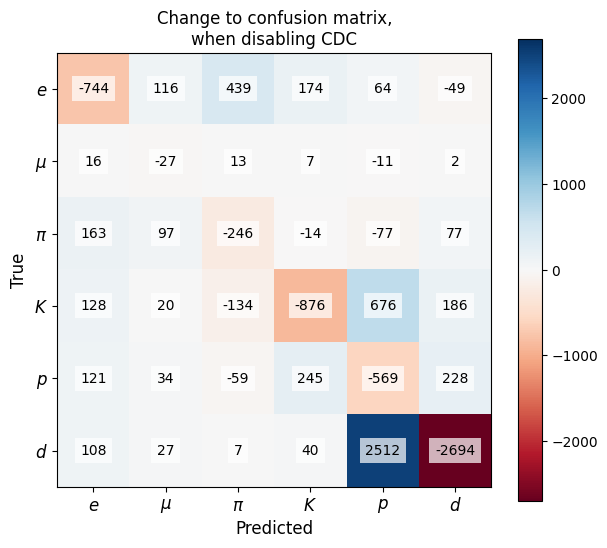 Change to confusion matrix,
when disabling CDC
e -744 116 439 174 64 -49
μ 16 -27 13 7 -11 2
π 163 97 -246 -14 -77 77
K 128 20 -134 -876 676 186
p 121 34 -59 245 -569 228
d 108 27 7 40 2512 -2694
e μ π K p d
Predicted
True
2000
1000
0
−1000
−2000